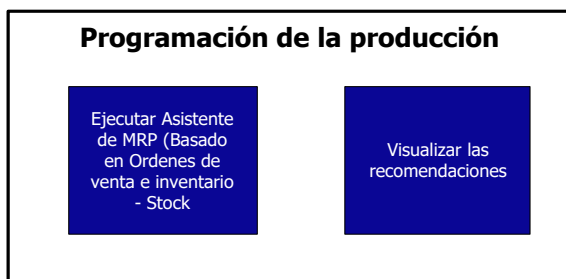 Programación de la producción
Ejecutar Asistente
de MRP (Basado
en Ordenes de
venta e inventario
- Stock
Visualizar las
recomendaciones